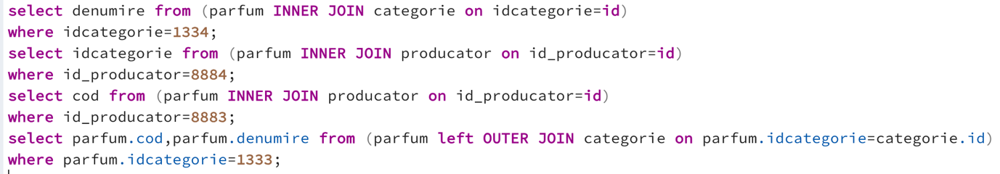 select denumire from (parfum INNER JOIN categorie on idcategorie=id)
where idcategorie=1334;
select idcategorie from (parfum INNER JOIN producator on id_producator=id)
where id_producator=8884;
select cod from (parfum INNER JOIN producator on id_producator=id)
where id_producator=8883;
select parfum.cod,parfum.denumire from (parfum left OUTER JOIN categorie on parfum.idcategorie=categorie.id)
where parfum.idcategorie=1333;